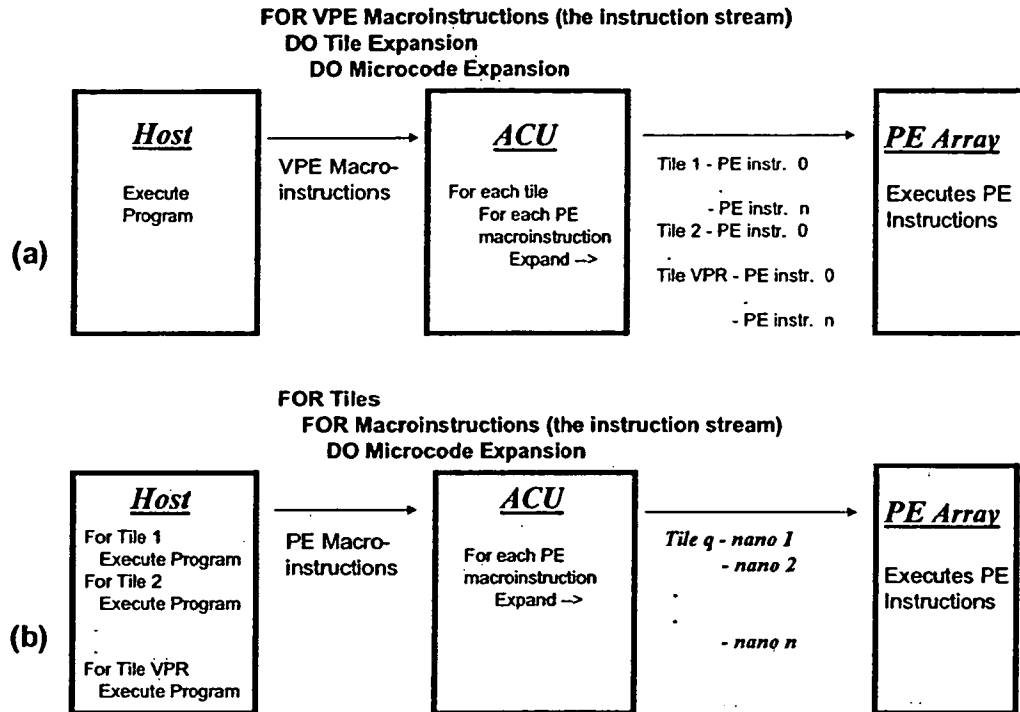 FOR VPE Macroinstructions (the instruction stream)
DO Tile Expansion
DO Microcode Expansion
(a)
Host
Execute
Program
VPE Macro-
instructions
ACU
For each tile
For each PE
macroinstruction
Expand -->
Tile 1 - PE instr. 0
- PE instr. n
Tile 2 - PE instr. 0
Tile VPR - PE instr. 0
- PE instr. n
PE Array
Executes PE
Instructions
FOR Tiles
FOR Macroinstructions (the instruction stream)
DO Microcode Expansion
(b)
Host
For Tile 1
Execute Program
For Tile 2
Execute Program
For Tile VPR
Execute Program
PE Macro-
instructions
ACU
For each PE
macroinstruction
Expand -->
Tile q - nano 1
- nano 2
- nano n
PE Array
Executes PE
Instructions